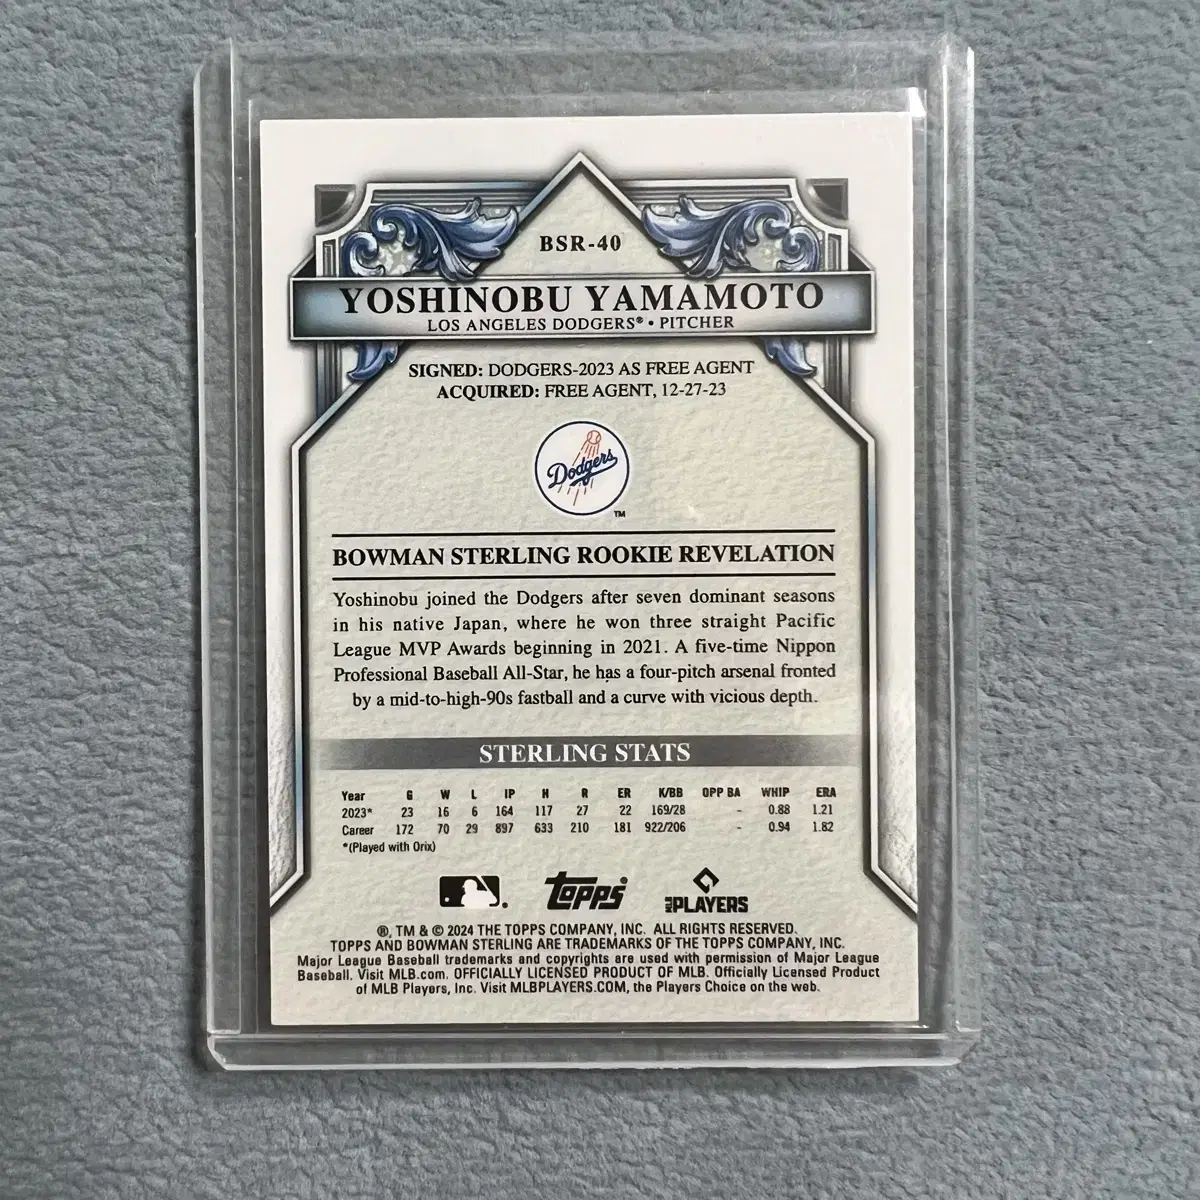 BSR-40
YOSHINOBU YAMAMOTO
LOS ANGELES DODGERS® • PITCHER
SIGNED: DODGERS-2023 AS FREE AGENT
ACQUIRED: FREE AGENT, 12-27-23
Dodgers
TM
BOWMAN STERLING ROOKIE REVELATION
Yoshinobu joined the Dodgers after seven dominant seasons
in his native Japan, where he won three straight Pacific
League MVP Awards beginning in 2021. A five-time Nippon
Professional Baseball All-Star, he has a four-pitch arsenal fronted
by a mid-to-high-90s fastball and a curve with vicious depth.
STERLING STATS
Year G W L IP H R ER K/BB OPP BA WHIP ERA
2023* 23 16 6 164 117 27 22 169/28 - 0.88 1.21
Career 172 70 29 897 633 210 181 922/206 - 0.94 1.82
*(Played with Orix)
topps® MLB PLAYERS
®, TM & © 2024 THE TOPPS COMPANY, INC. ALL RIGHTS RESERVED.
TOPPS AND BOWMAN STERLING ARE TRADEMARKS OF THE TOPPS COMPANY, INC.
Major League Baseball trademarks and copyrights are used with permission of Major League
Baseball. Visit MLB.com. OFFICIALLY LICENSED PRODUCT OF MLB. Officially Licensed Product
of MLB Players, Inc. Visit MLBPLAYERS.COM, the Players Choice on the web.